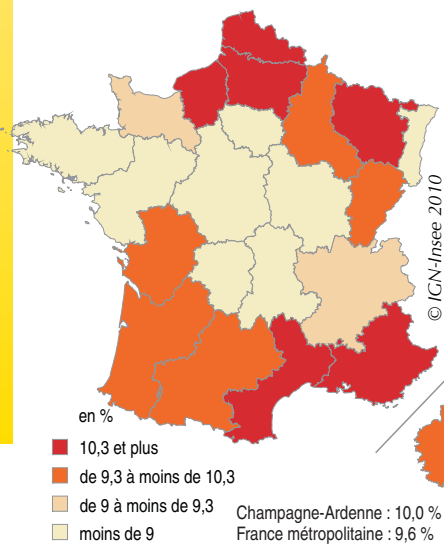 © IGN-Insee 2010
en %
10,3 et plus
de 9,3 à moins de 10,3
de 9 à moins de 9,3
moins de 9
Champagne-Ardenne : 10,0 %
France métropolitaine : 9,6 %